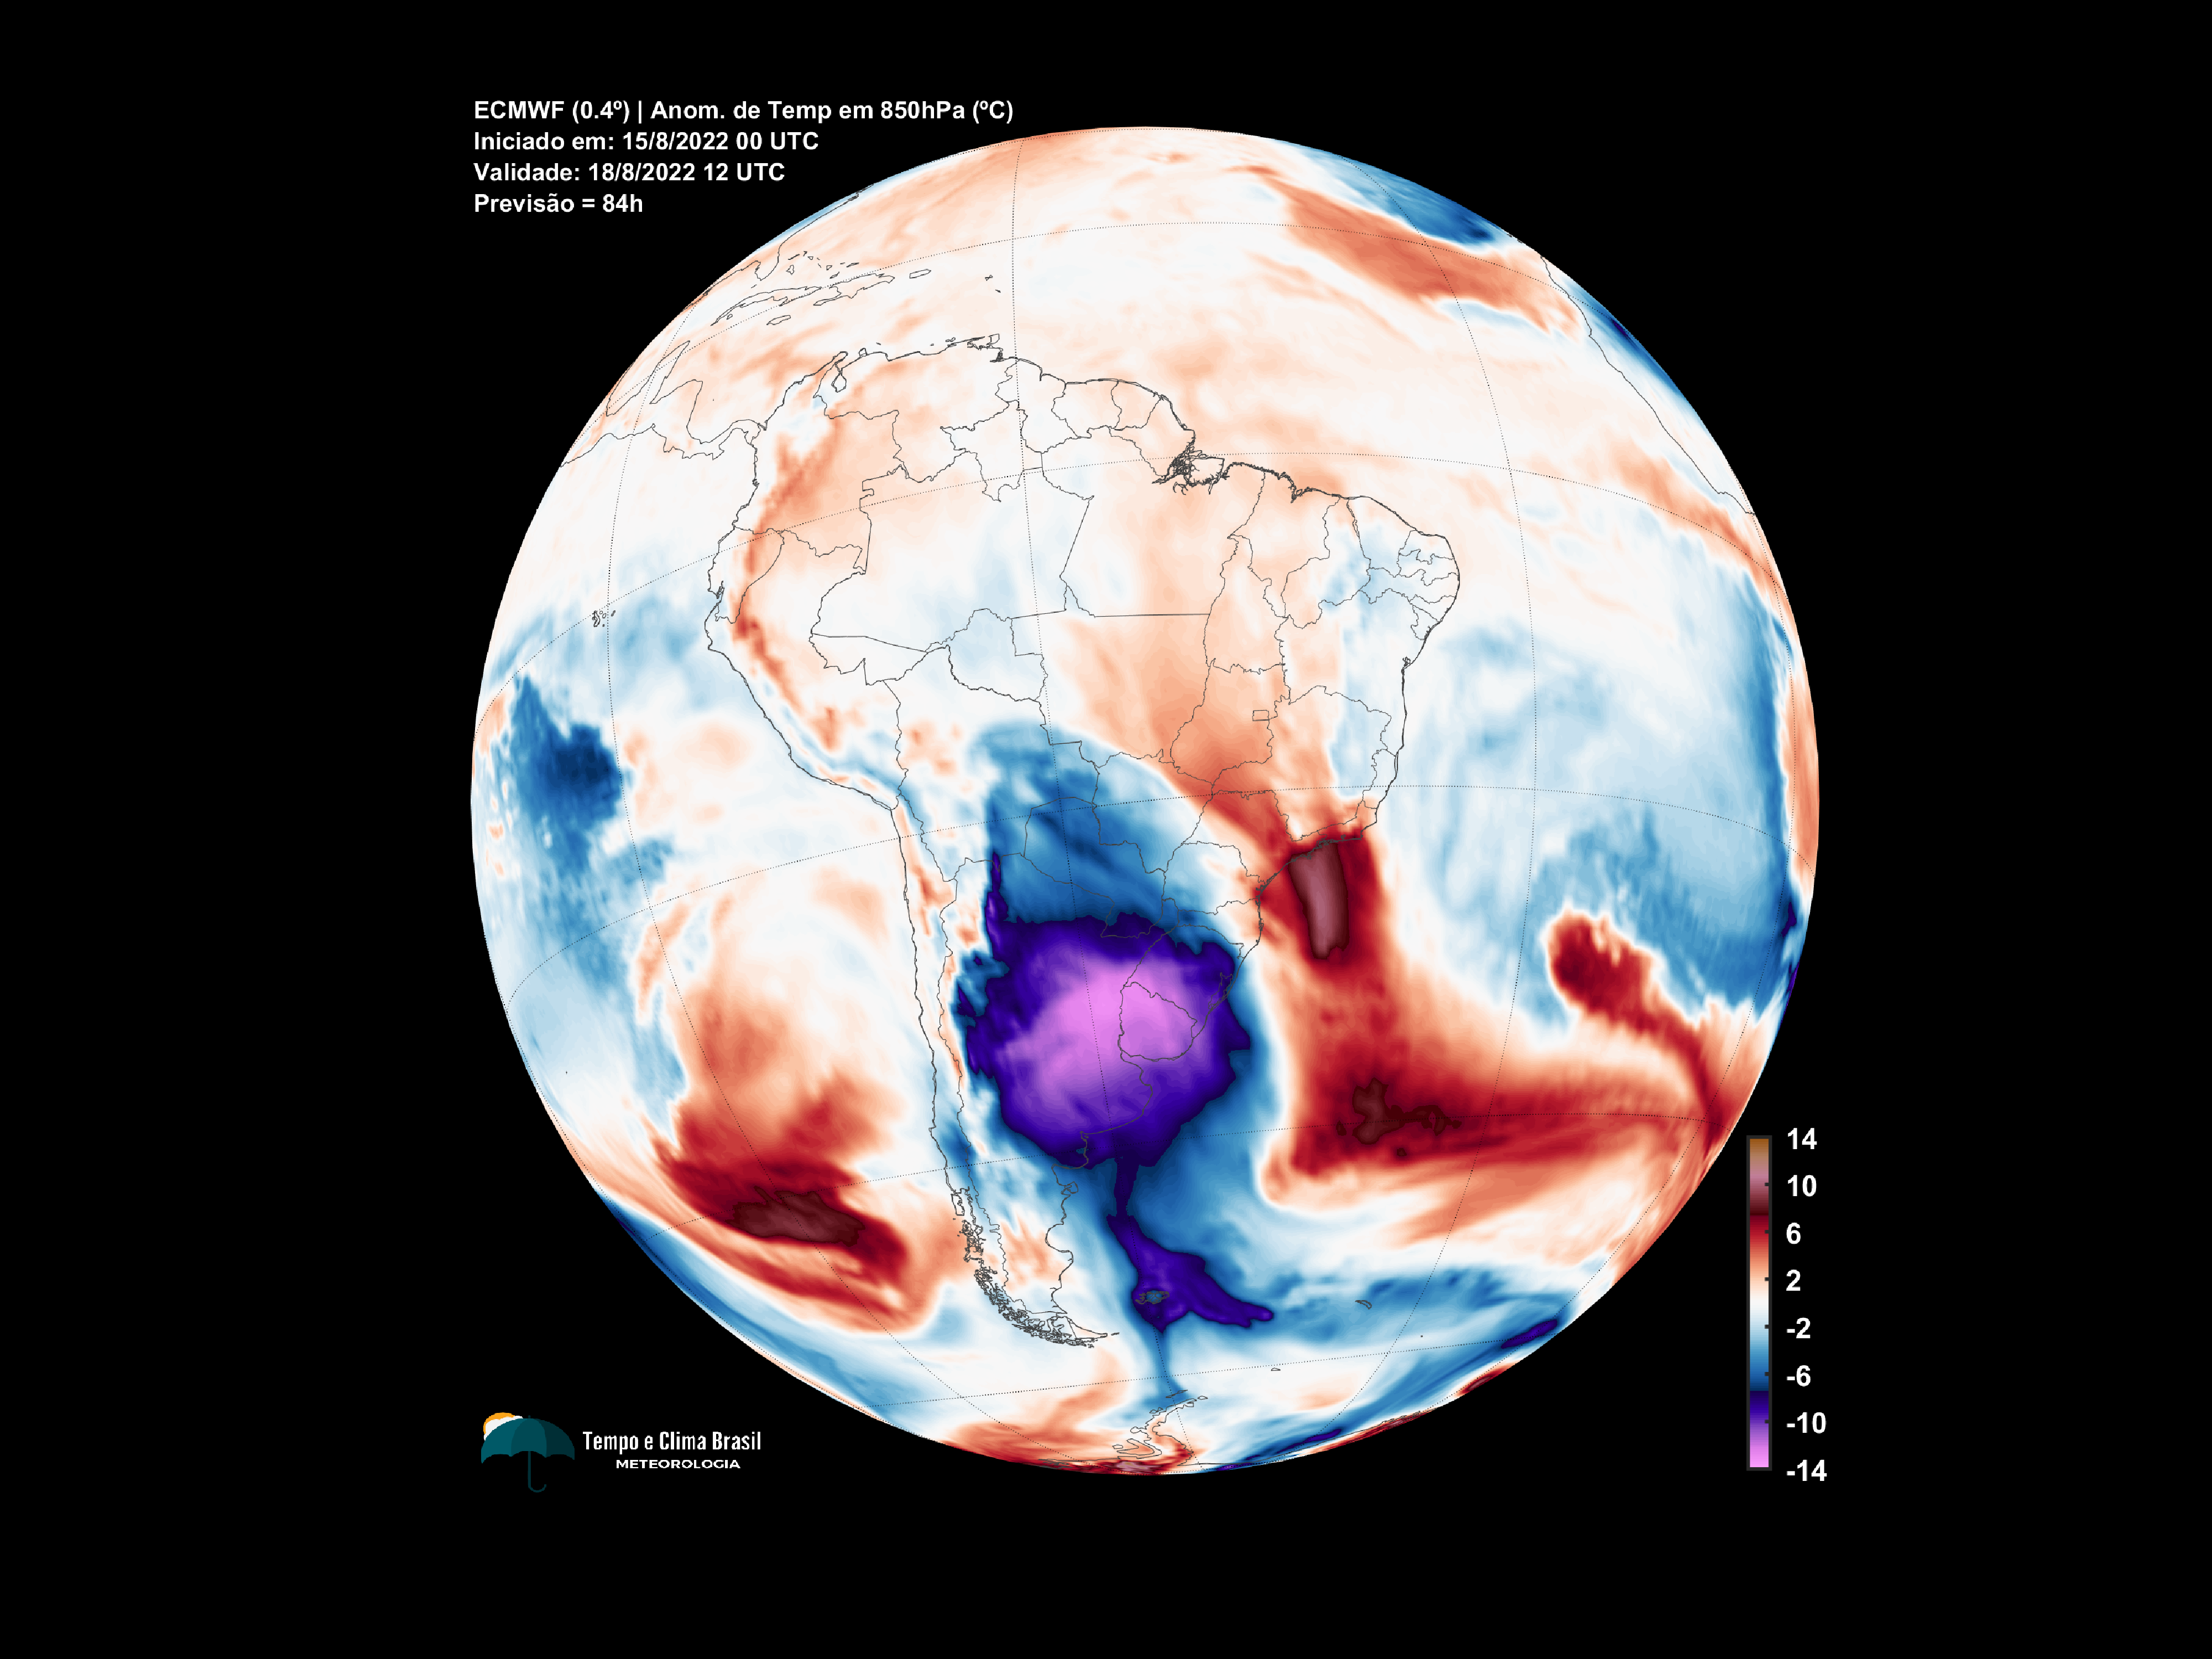 ECMWF (0.4º) | Anom. de Temp em 850hPa (ºC)
Iniciado em: 15/8/2022 00 UTC
Validade: 18/8/2022 12 UTC
Previsão = 84h
14
10
6
2
-2
-6
-10
-14
Tempo e Clima Brasil
METEOROLOGIA